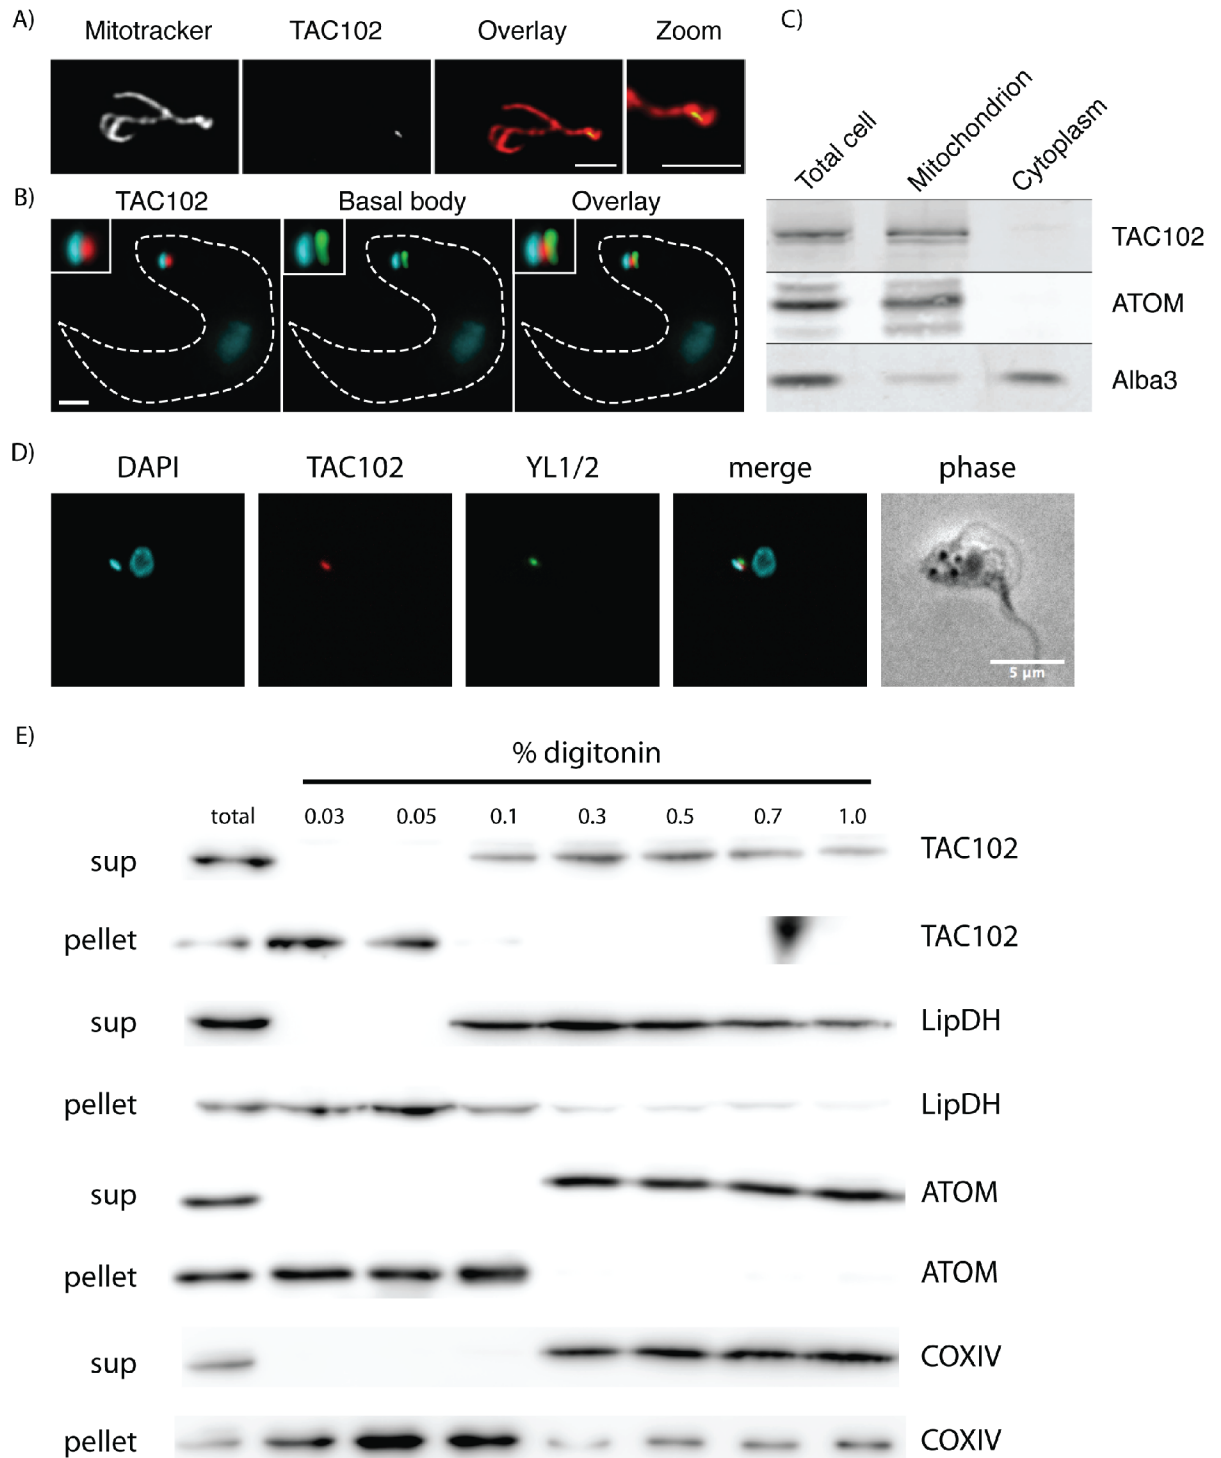 A)
Mitotracker TAC102 Overlay Zoom
B)
TAC102 Basal body Overlay
C)
Total cell Mitochondrion Cytoplasm
TAC102
ATOM
Alba3
D)
DAPI TAC102 YL1/2 merge phase
5 μm
E)
% digitonin
total 0.03 0.05 0.1 0.3 0.5 0.7 1.0
sup TAC102
pellet TAC102
sup LipDH
pellet LipDH
sup ATOM
pellet ATOM
sup COXIV
pellet COXIV